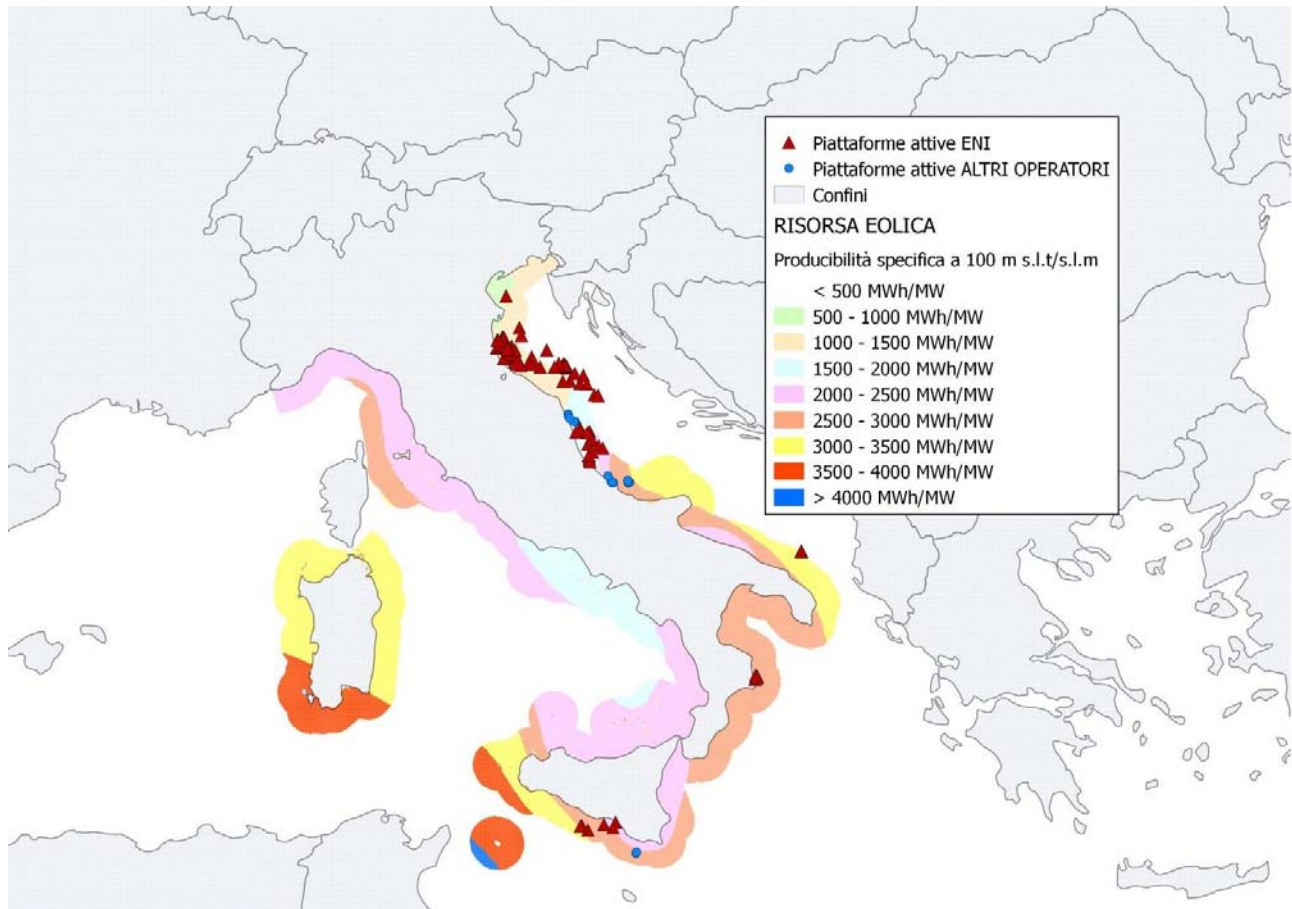 Piattaforme attive ENI
Piattaforme attive ALTRI OPERATORI
Confini
RISORSA EOLICA
Producibilità specifica a 100 m s.l.t/s.l.m
< 500 MWh/MW
500 - 1000 MWh/MW
1000 - 1500 MWh/MW
1500 - 2000 MWh/MW
2000 - 2500 MWh/MW
2500 - 3000 MWh/MW
3000 - 3500 MWh/MW
3500 - 4000 MWh/MW
> 4000 MWh/MW